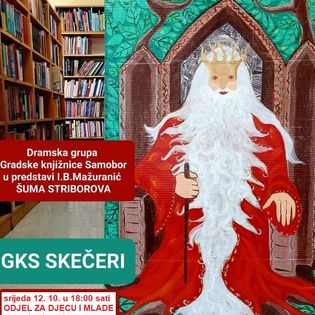 Dramska grupa
Gradske knjižnice Samobor
u predstavi I.B.Mažuranić
ŠUMA STRIBOROVA
GKS SKEČERI
srijeda 12. 10. u 18:00 sati
ODJEL ZA DJECU I MLADE